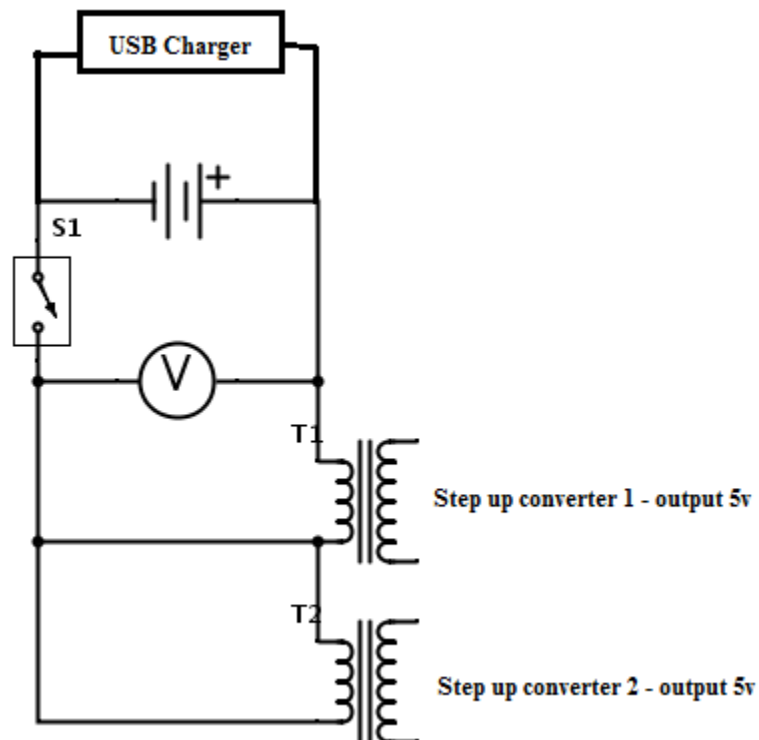 USB Charger
+
S1
V
T1
Step up converter 1 - output 5v
T2
Step up converter 2 - output 5v